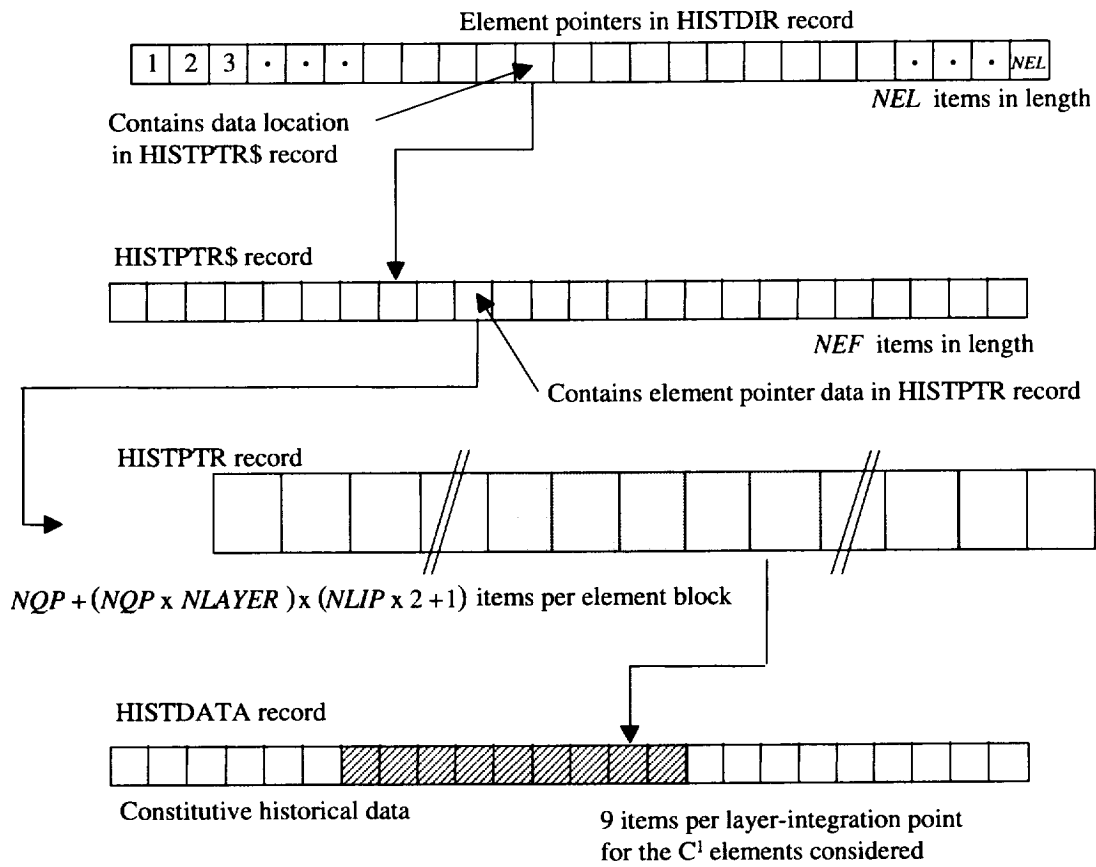 Element pointers in HISTDIR record
1 2 3 · · · · · · NEL
NEL items in length
Contains data location
in HISTPTR$ record
HISTPTR$ record
NEF items in length
Contains element pointer data in HISTPTR record
HISTPTR record
NQP + (NQP x NLAYER ) x (NLIP x 2 +1) items per element block
HISTDATA record
Constitutive historical data
9 items per layer-integration point
for the C¹ elements considered